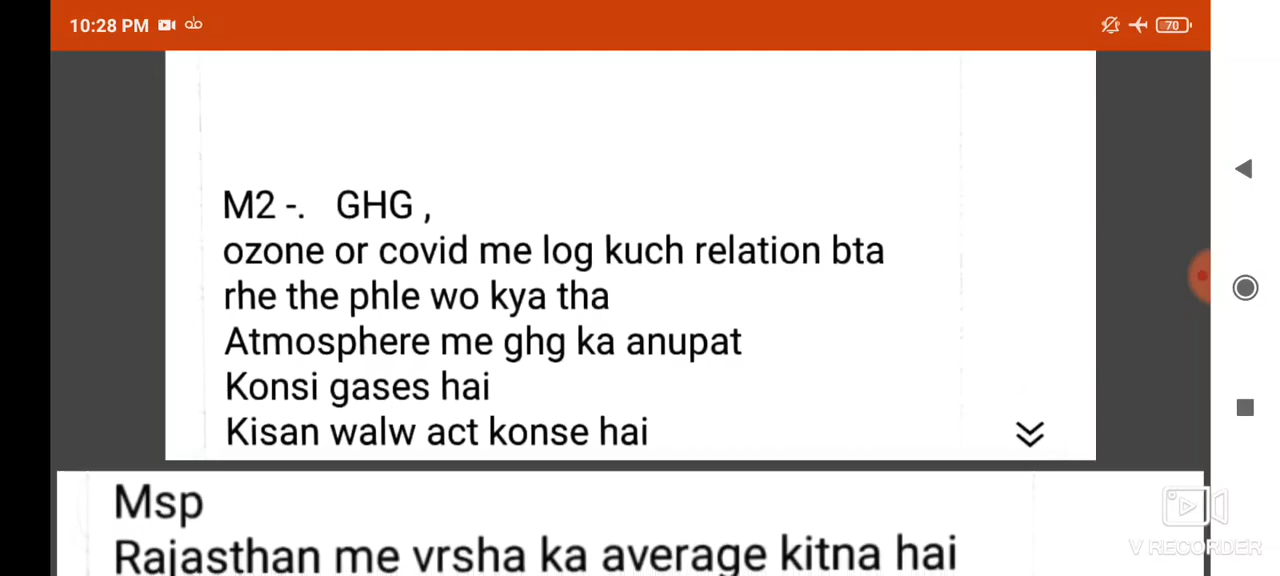 10:28 PM
70
M2 -. GHG ,
ozone or covid me log kuch relation bta
rhe the phle wo kya tha
Atmosphere me ghg ka anupat
Konsi gases hai
Kisan walw act konse hai
Msp
Rajasthan me vrsha ka average kitna hai
V RECORDER